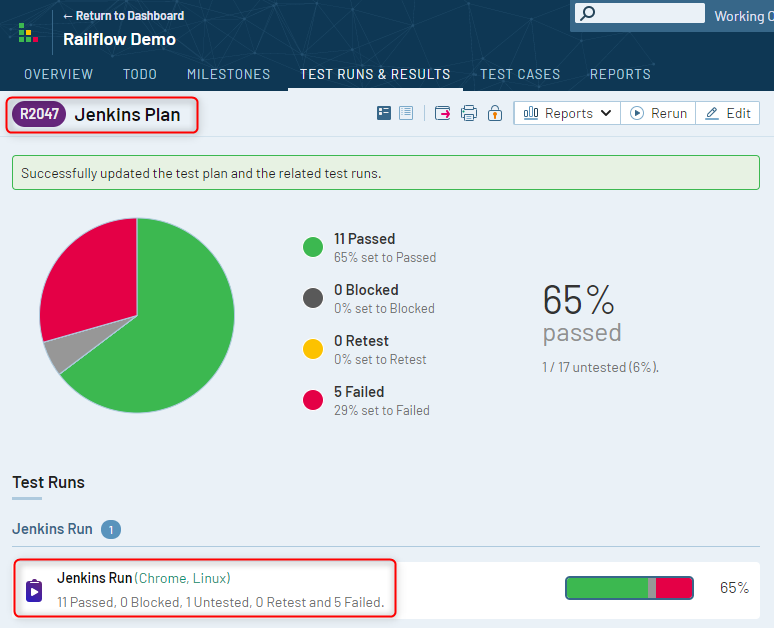 ← Return to Dashboard
Working
Railflow Demo
OVERVIEW TODO MILESTONES TEST RUNS & RESULTS TEST CASES REPORTS
R2047 Jenkins Plan
Reports Rerun Edit
Successfully updated the test plan and the related test runs.
11 Passed
65% set to Passed
0 Blocked
0% set to Blocked
0 Retest
0% set to Retest
5 Failed
29% set to Failed
65%
passed
1 / 17 untested (6%).
Test Runs
Jenkins Run 1
Jenkins Run (Chrome, Linux)
11 Passed, 0 Blocked, 1 Untested, 0 Retest and 5 Failed.
65%